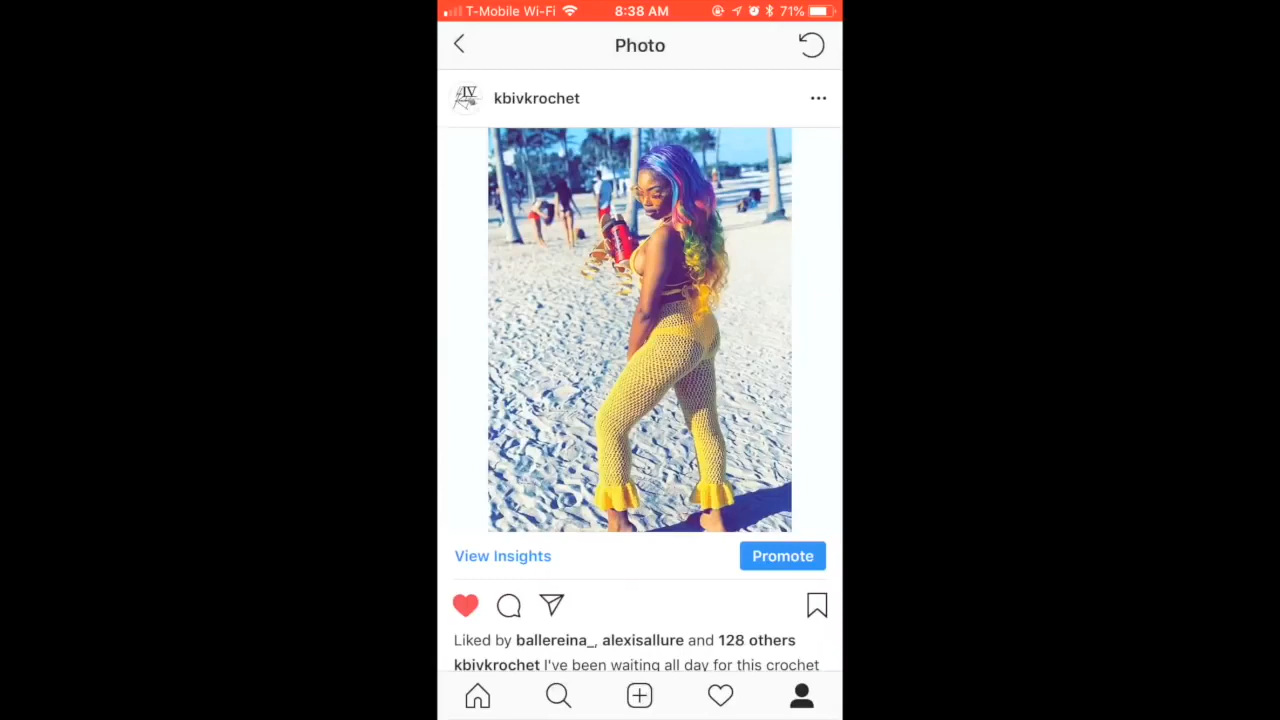 T-Mobile Wi-Fi 8:38 AM 71%
Photo
IV kbivkrochet
View Insights Promote
Liked by ballereina_, alexisallure and 128 others
kbivkrochet I've been waiting all day for this crochet